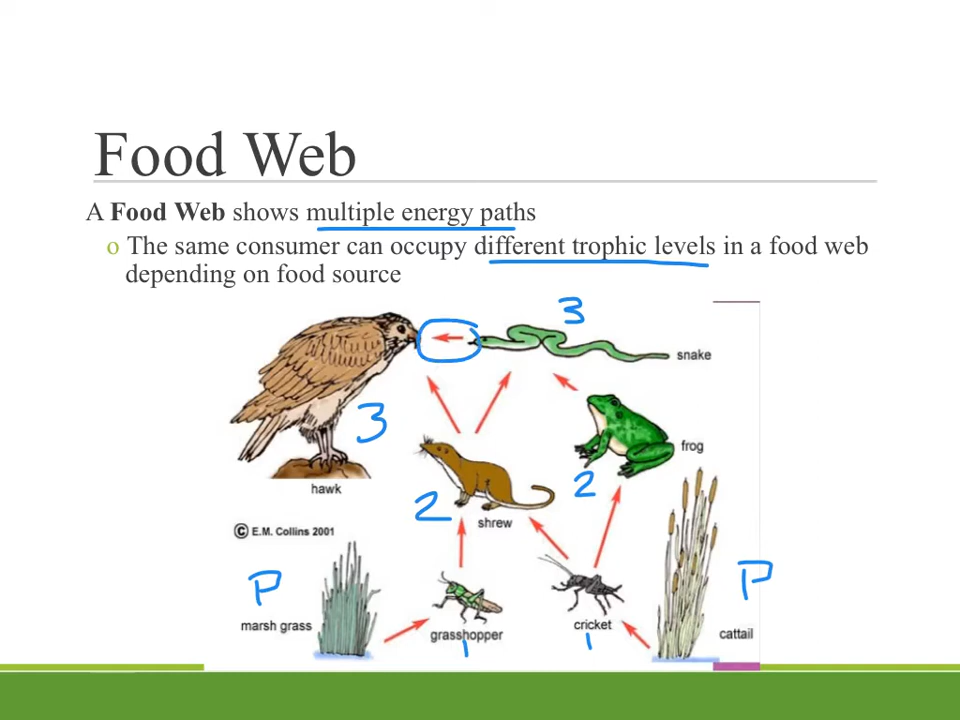 Food Web
A Food Web shows multiple energy paths
o The same consumer can occupy different trophic levels in a food web
depending on food source
3
snake
3
frog
hawk
2
2
shrew
© E.M. Collins 2001
P
P
marsh grass
grasshopper
cricket
cattail
1
1